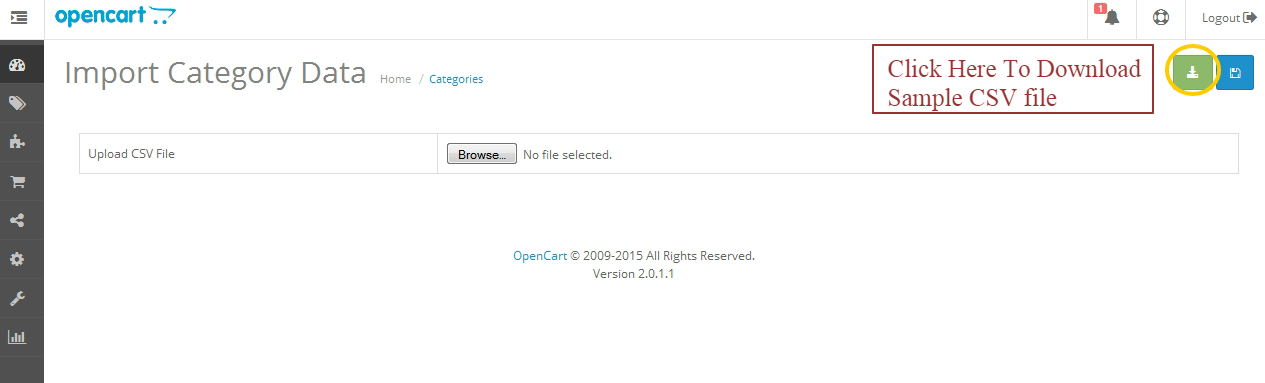 opencart
1
Logout
Import Category Data
Home / Categories
Click Here To Download
Sample CSV file
Upload CSV File
Browse...
No file selected.
OpenCart © 2009-2015 All Rights Reserved.
Version 2.0.1.1